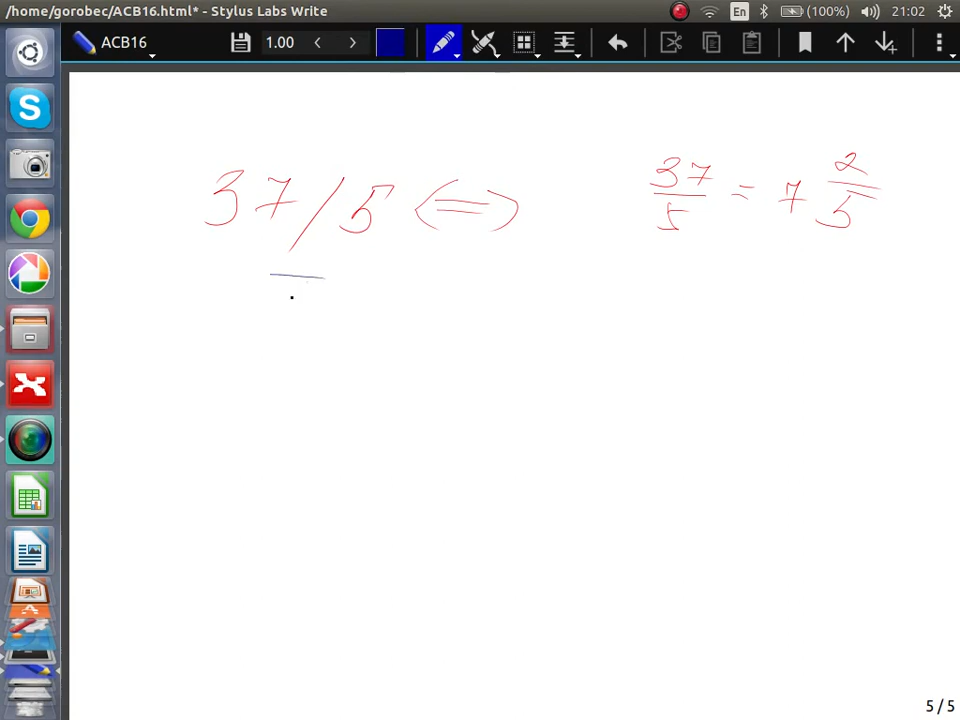 /home/gorobec/ACB16.html* - Stylus Labs Write En (100%) 21:02
ACB16 1.00
37/5 <=> 37/5 = 7 2/5
5/5